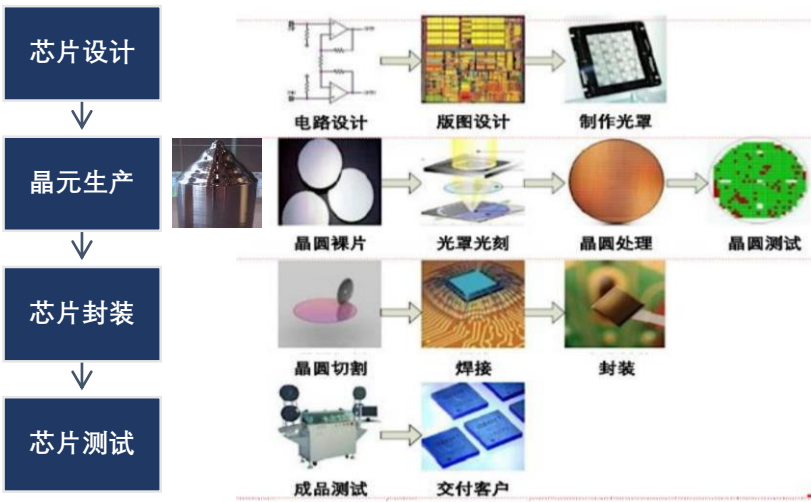 芯片设计
电路设计
版图设计
制作光罩
晶元生产
晶圆裸片
光罩光刻
晶圆处理
晶圆测试
芯片封装
晶圆切割
焊接
封装
芯片测试
成品测试
交付客户